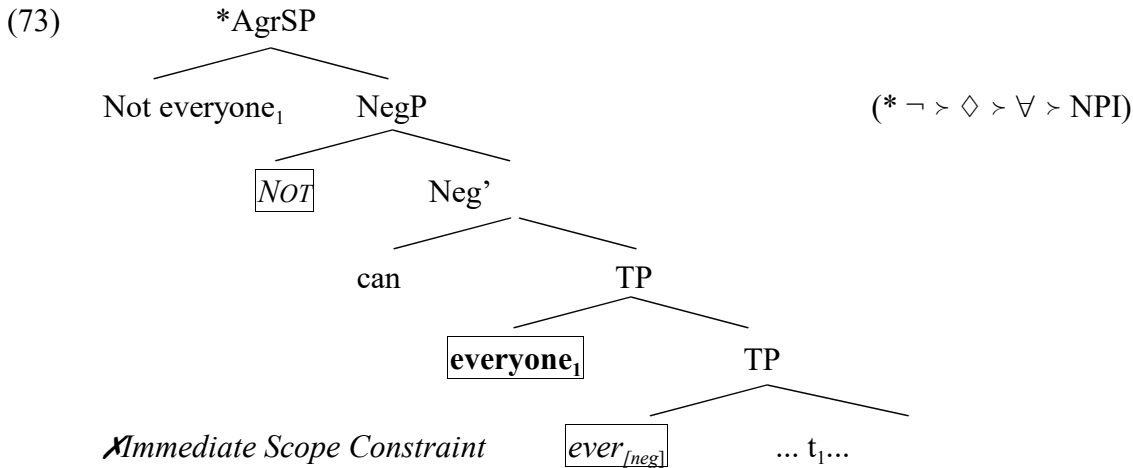 (73) *AgrSP
Not everyone₁ NegP (* ¬ > ◇ > ∀ > NPI)
NOT Neg’
can TP
everyone₁ TP
✗Immediate Scope Constraint ever[neg] ... t₁...